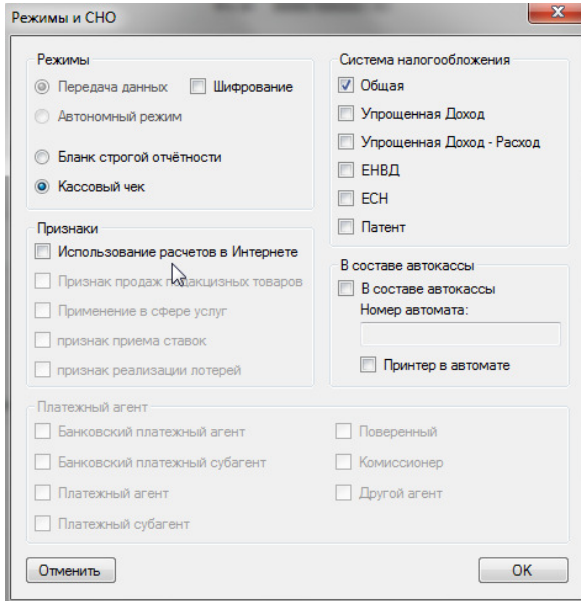 Режимы и СНО
Режимы
Передача данных
Шифрование
Автономный режим
Бланк строгой отчётности
Кассовый чек
Система налогообложения
Общая
Упрощенная Доход
Упрощенная Доход - Расход
ЕНВД
ЕСН
Патент
Признаки
Использование расчетов в Интернете
Признак продаж подакцизных товаров
Применение в сфере услуг
признак приема ставок
признак реализации лотерей
В составе автокассы
В составе автокассы
Номер автомата:
Принтер в автомате
Платежный агент
Банковский платежный агент
Банковский платежный субагент
Платежный агент
Платежный субагент
Поверенный
Комиссионер
Другой агент
Отменить
OK